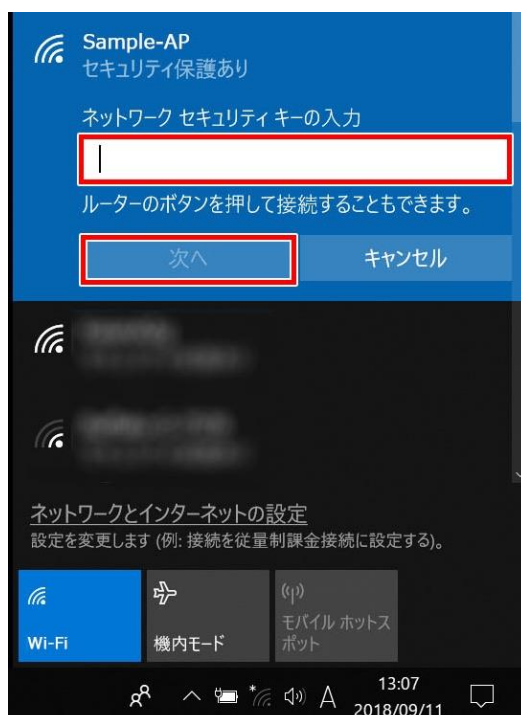 Sample-AP
セキュリティ保護あり
ネットワーク セキュリティ キーの入力
ルーターのボタンを押して接続することもできます。
次へ
キャンセル
ネットワークとインターネットの設定
設定を変更します (例: 接続を従量制課金接続に設定する)。
Wi-Fi
機内モード
モバイル ホットス
ポット
A
13:07
2018/09/11